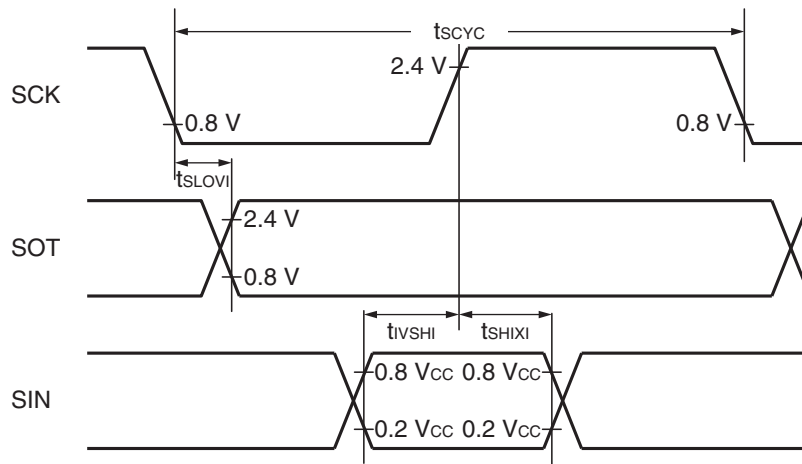 tSCYC
SCK
2.4 V
0.8 V
0.8 V
tSLOVI
SOT
2.4 V
0.8 V
tIVSHI
tSHIXI
SIN
0.8 VCC
0.8 VCC
0.2 VCC
0.2 VCC